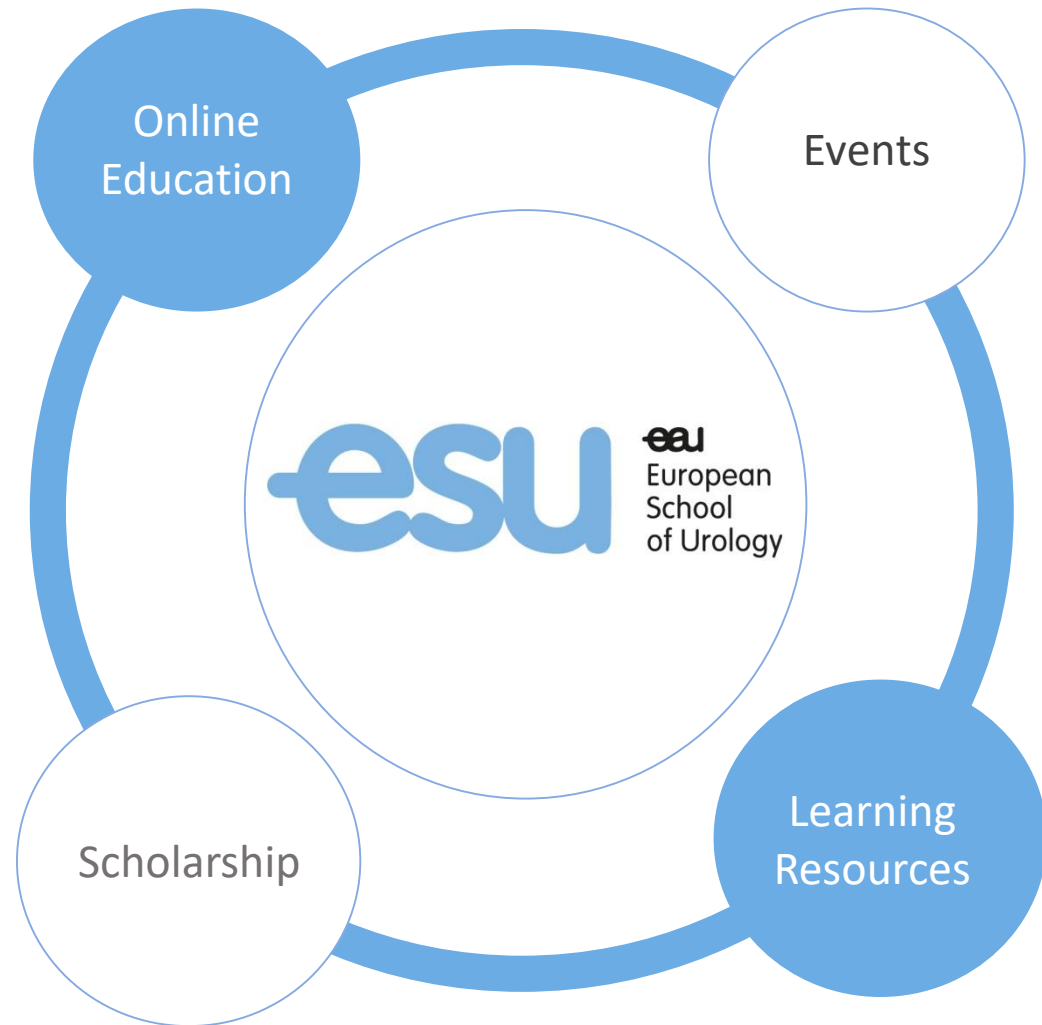 Online
Education
Events
esu
eau
European
School
of Urology
Scholarship
Learning
Resources